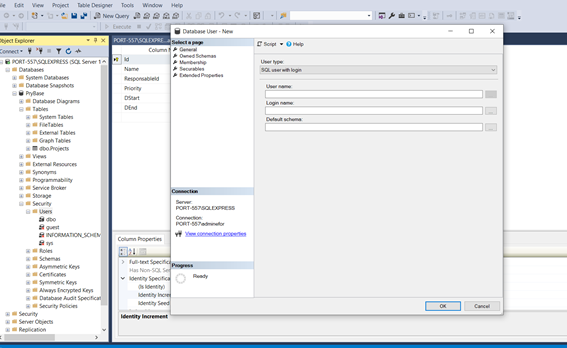 File Edit View Project Table Designer Tools Window Help
New Query
Execute
Object Explorer
Connect
PORT-557\SQLEXPRESS (SQL Server 1
Databases
System Databases
Database Snapshots
PryBase
Database Diagrams
Tables
System Tables
FileTables
External Tables
Graph Tables
dbo.Projects
Views
External Resources
Synonyms
Programmability
Service Broker
Storage
Security
Users
dbo
guest
INFORMATION_SCHEM
sys
Roles
Schemas
Asymmetric Keys
Certificates
Symmetric Keys
Always Encrypted Keys
Database Audit Specificat
Security Policies
Security
Server Objects
Replication
PORT-557\SQLEXPRE...
Column N
Id
Name
ResponsableId
Priority
DStart
DEnd
Column Properties
Full-text Specifica
Has Non-SQL Se
Identity Specifica
(Is Identity)
Identity Increm
Identity Seed
Identity Increment
Database User - New
Select a page
General
Owned Schemas
Membership
Securables
Extended Properties
Connection
Server:
PORT-557\SQLEXPRESS
Connection:
PORT-557\adminefor
View connection properties
Progress
Ready
Script Help
User type:
SQL user with login
User name:
Login name:
...
Default schema:
...
OK Cancel